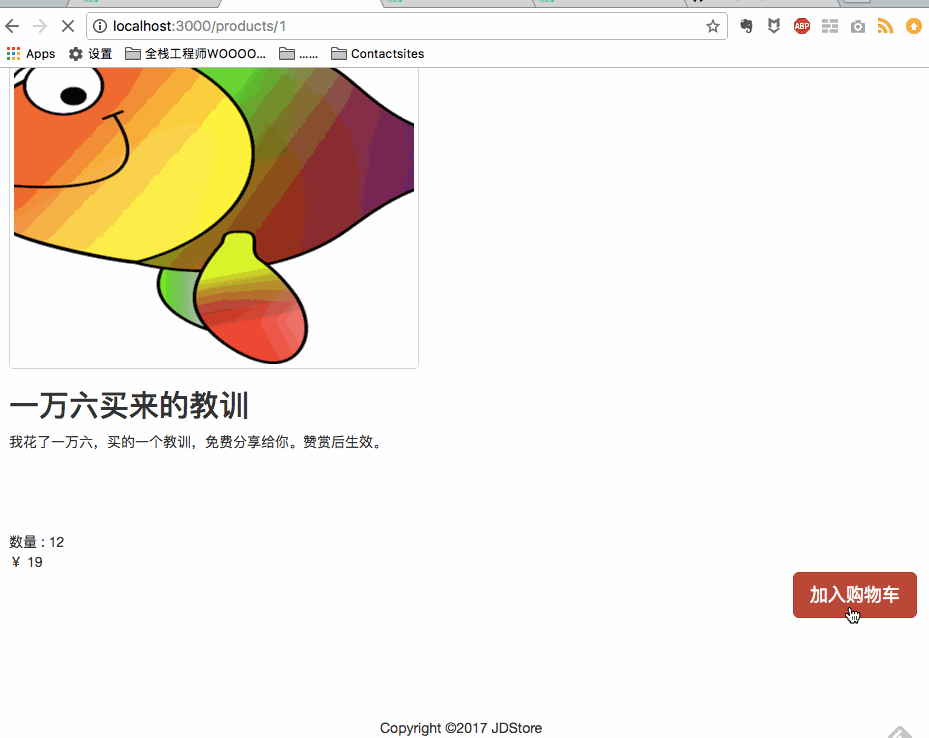 localhost:3000/products/1
ABP
Apps 设置 全栈工程师WOOOO... ...... Contactsites
一万六买来的教训
我花了一万六，买的一个教训，免费分享给你。赞赏后生效。
数量 : 12
￥ 19
加入购物车
Copyright ©2017 JDStore